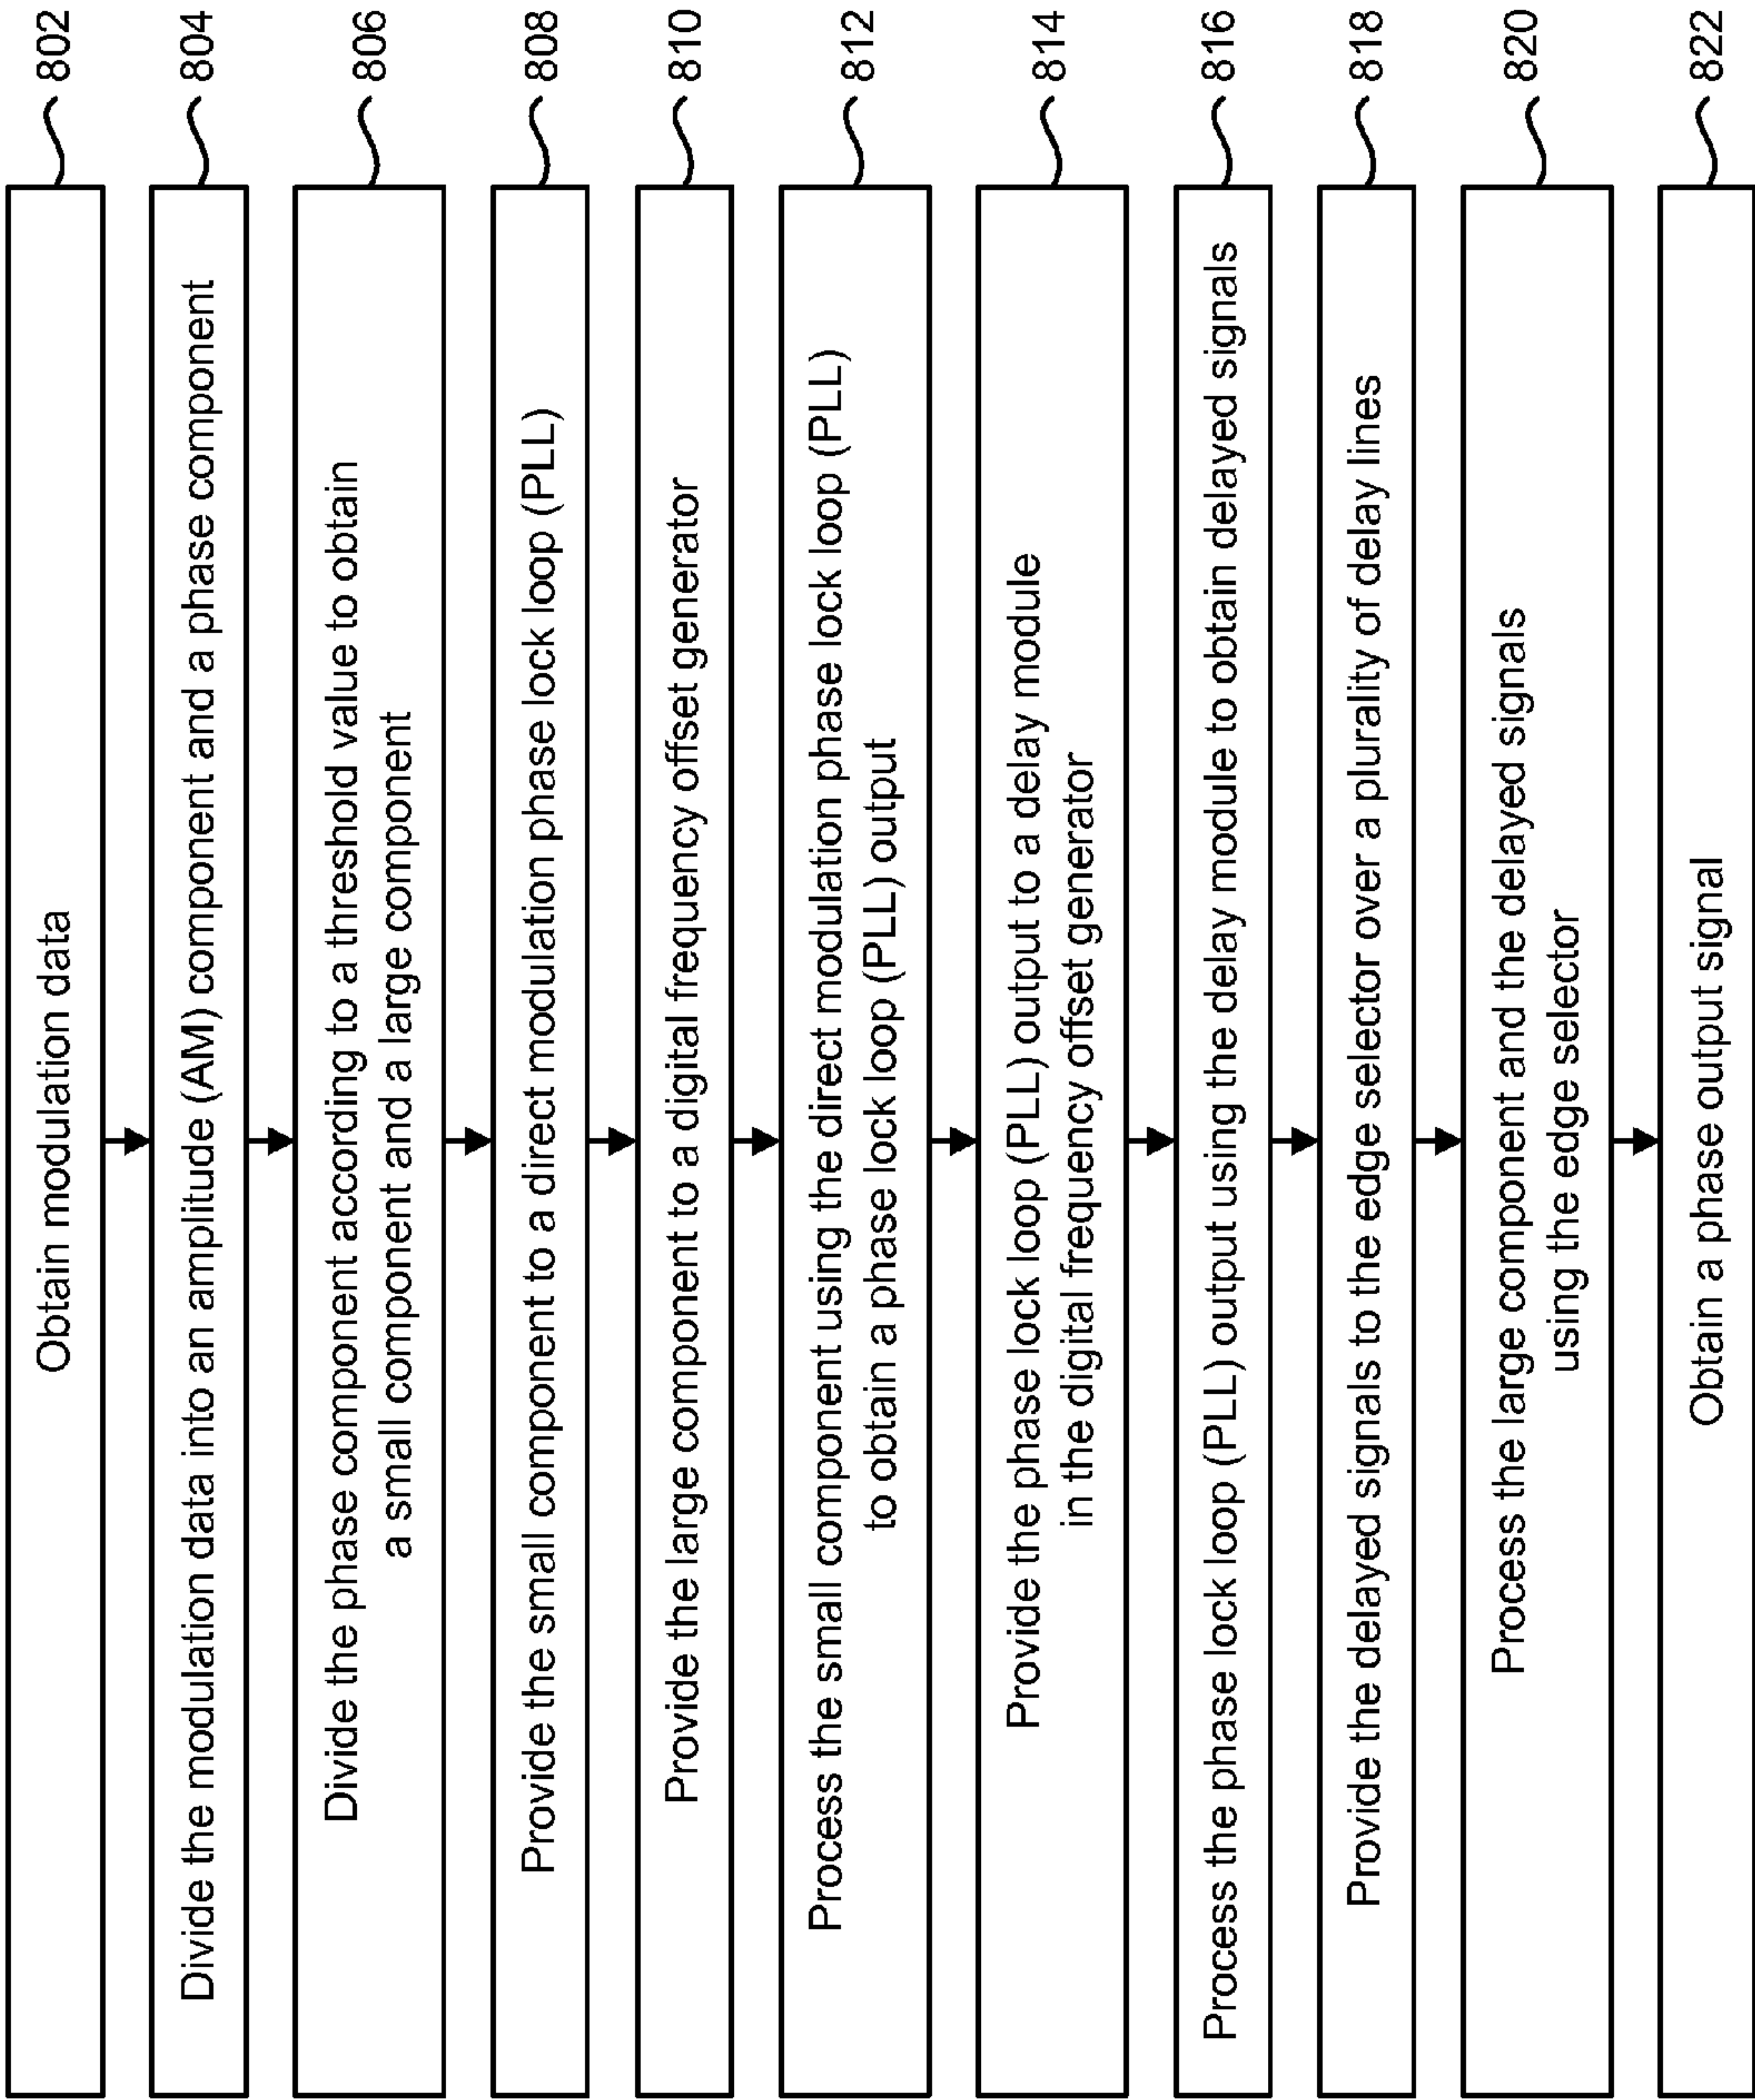 Obtain modulation data
802
Divide the modulation data into an amplitude (AM) component and a phase component
804
Divide the phase component according to a threshold value to obtain
a small component and a large component
806
Provide the small component to a direct modulation phase lock loop (PLL)
808
Provide the large component to a digital frequency offset generator
810
Process the small component using the direct modulation phase lock loop (PLL)
to obtain a phase lock loop (PLL) output
812
Provide the phase lock loop (PLL) output to a delay module
in the digital frequency offset generator
814
Process the phase lock loop (PLL) output using the delay module to obtain delayed signals
816
Provide the delayed signals to the edge selector over a plurality of delay lines
818
Process the large component and the delayed signals
using the edge selector
820
Obtain a phase output signal
822